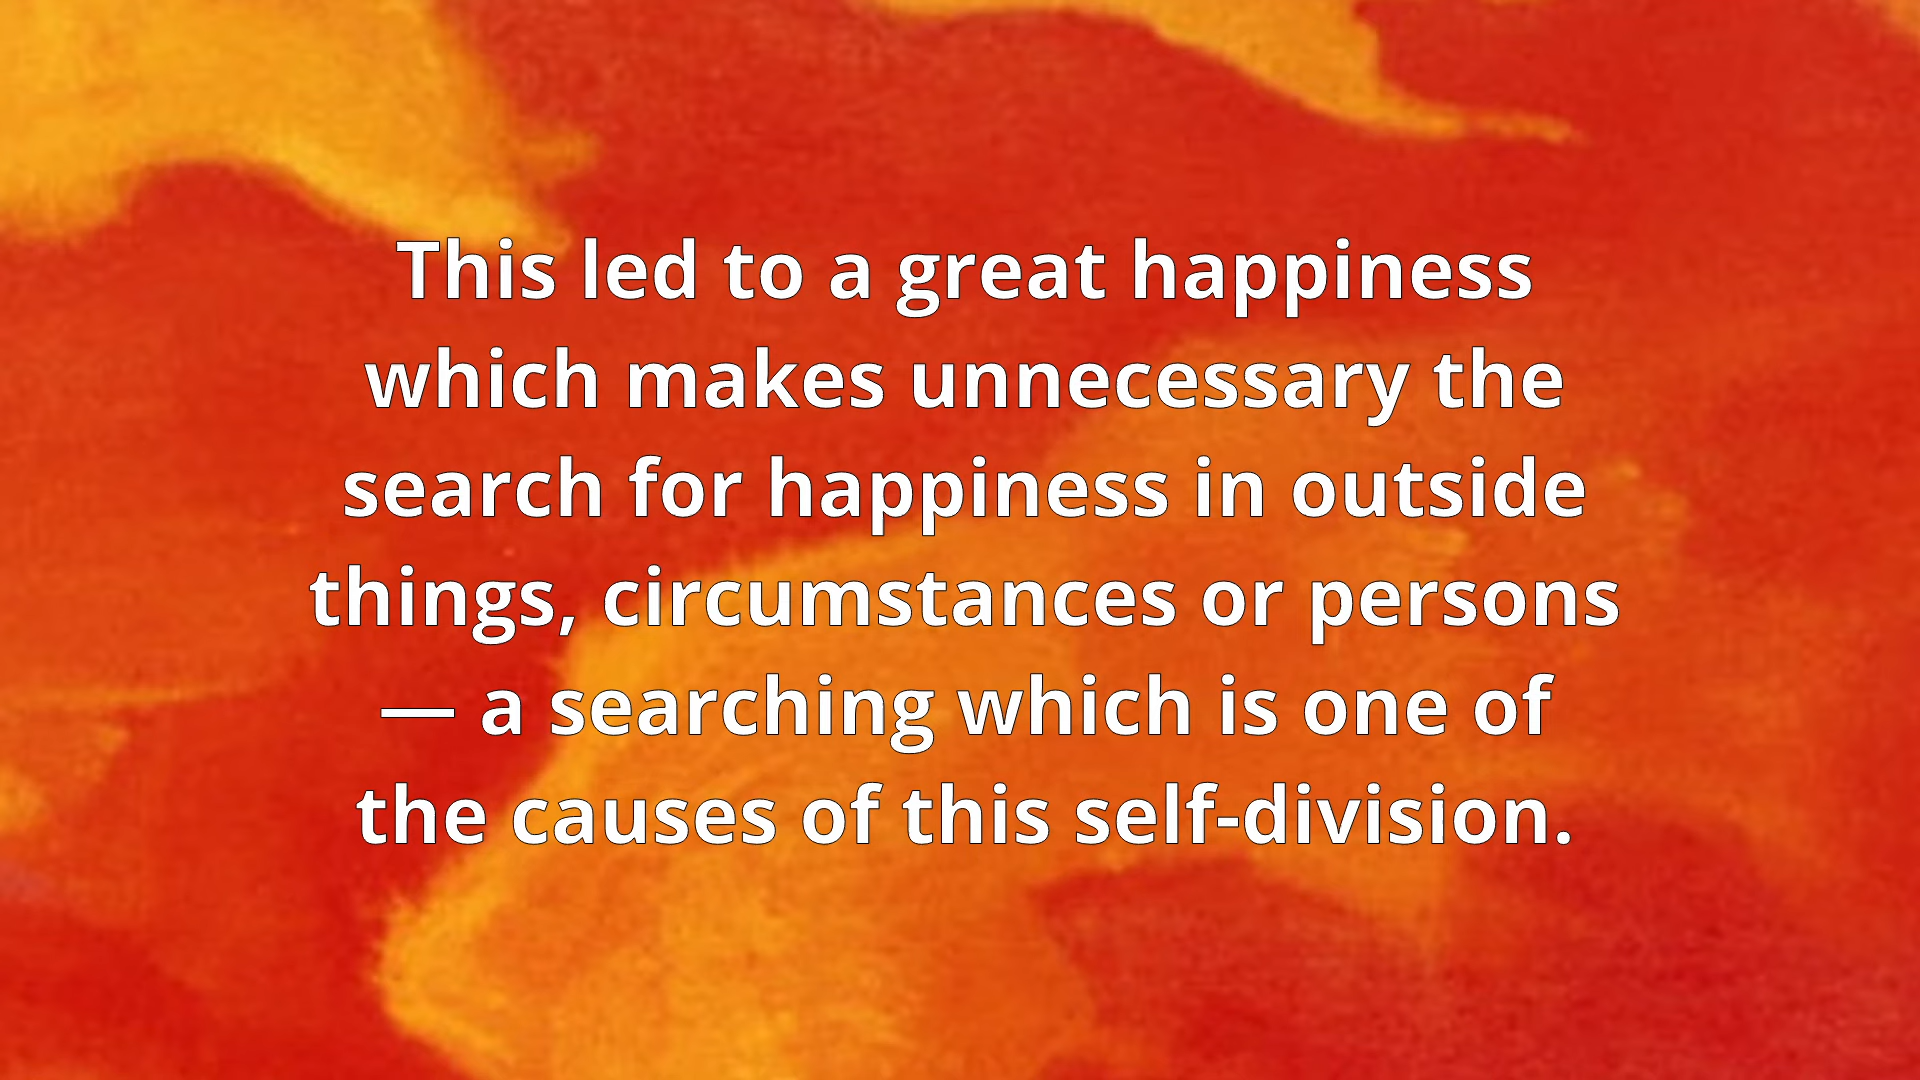 This led to a great happiness
which makes unnecessary the
search for happiness in outside
things, circumstances or persons
— a searching which is one of
the causes of this self-division.